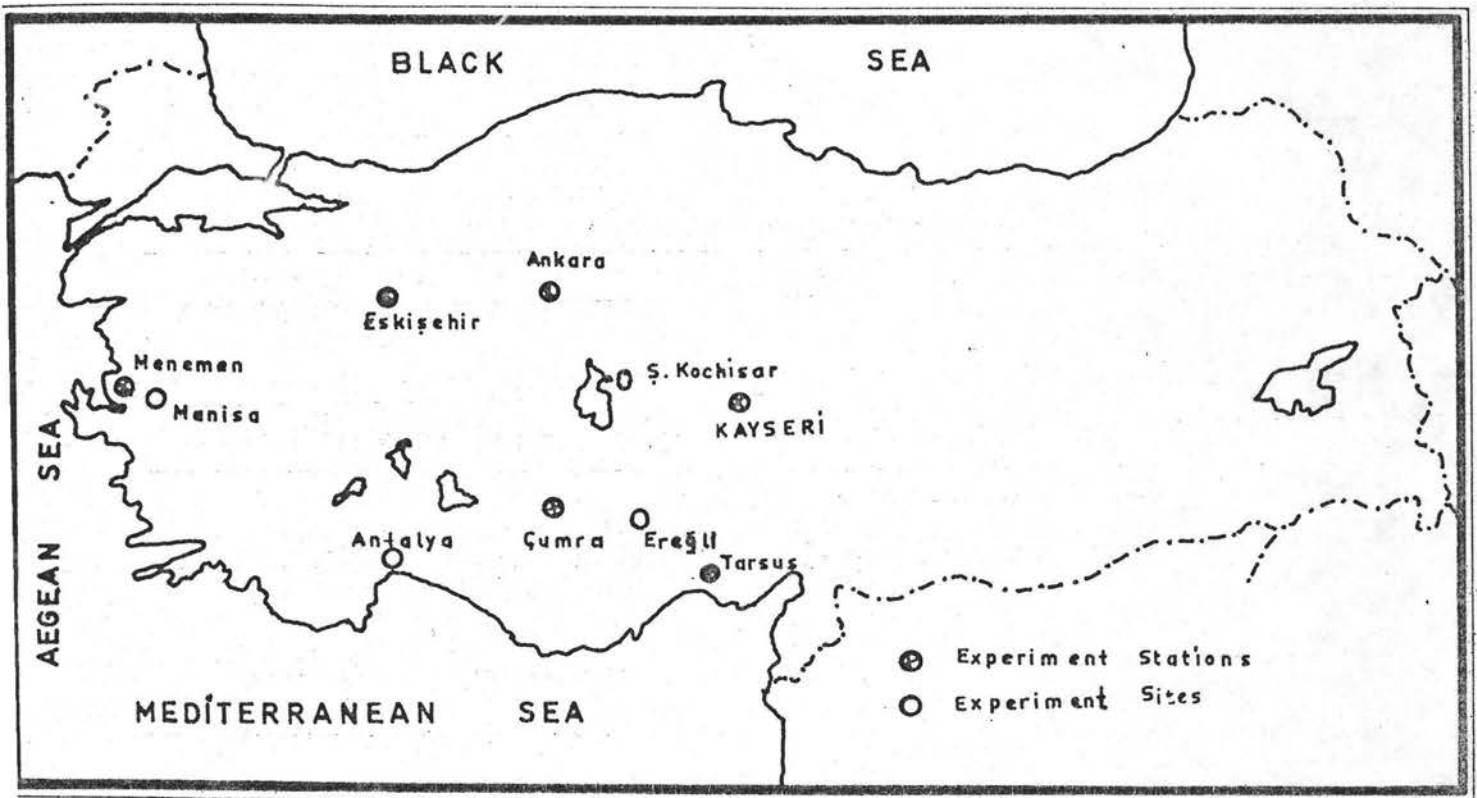 BLACK SEA
Ankara
Eskişehir
Menemen
Ş. Kochisar
Menisa
KAYSERİ
AEGEAN SEA
Antalya
Çumra
Ereğli
Tarsus
Experiment Stations
Experiment Sites
MEDİTERRANEAN SEA